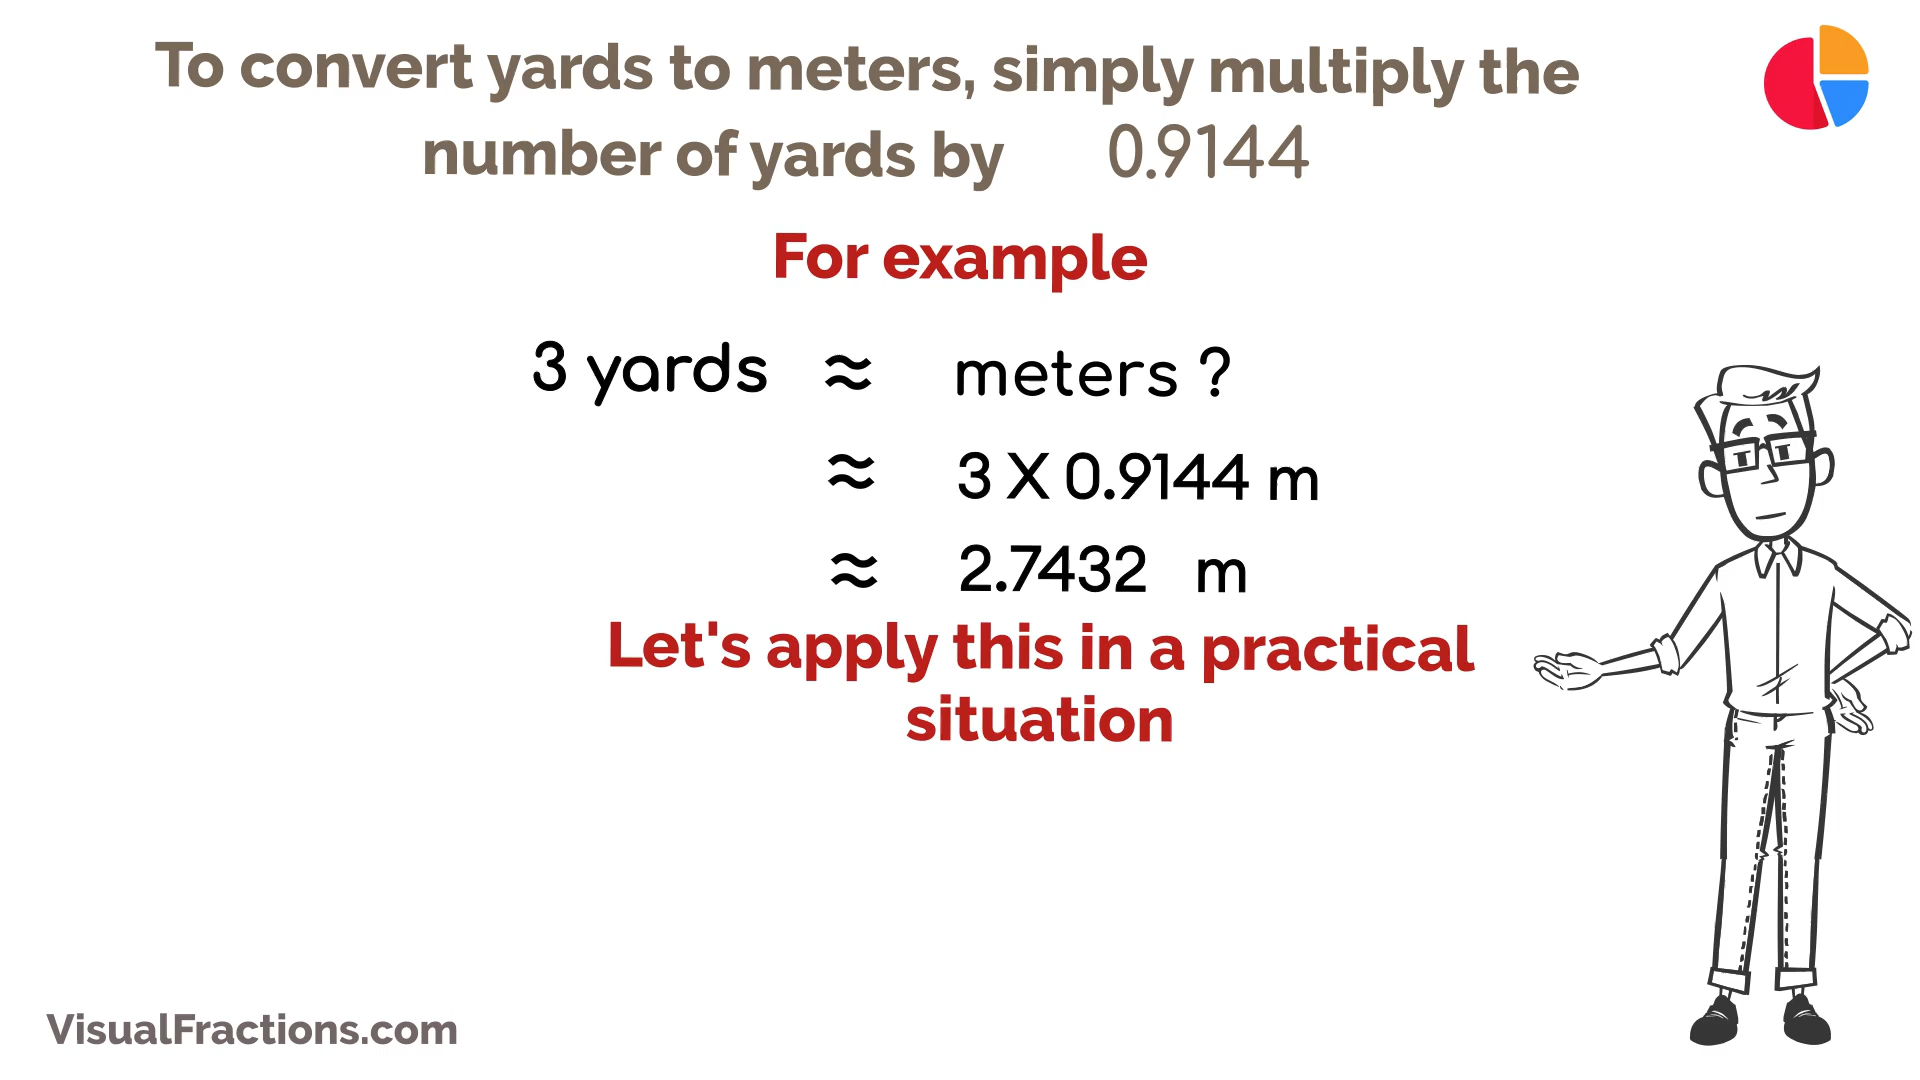 To convert yards to meters, simply multiply the
number of yards by 0.9144
For example
3 yards ≈ meters ?
≈ 3 X 0.9144 m
≈ 2.7432 m
Let's apply this in a practical
situation
VisualFractions.com